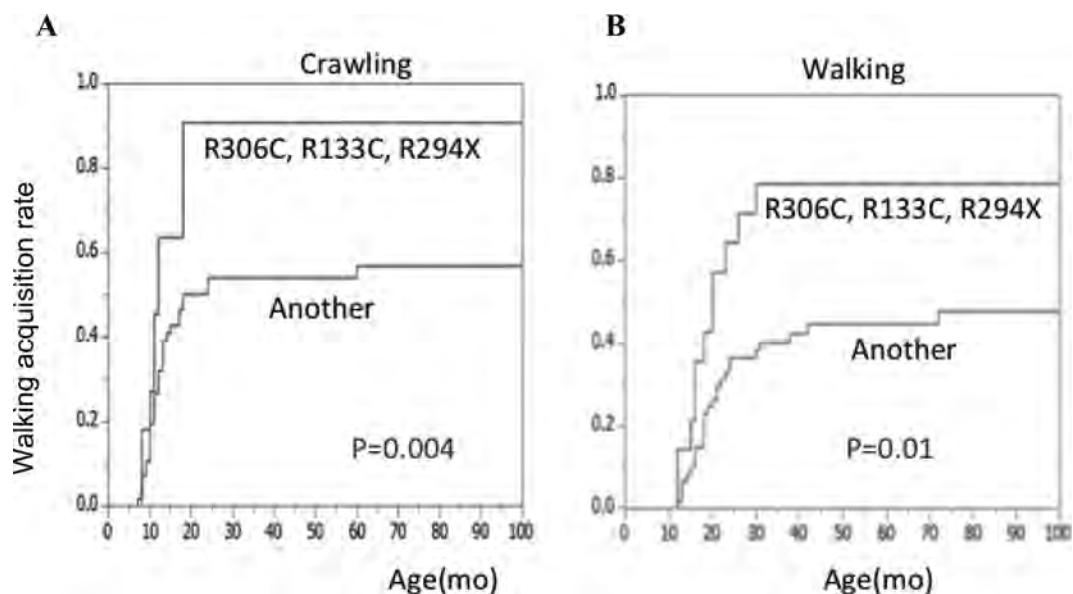 A
Crawling
1.0
0.8
0.6
0.4
0.2
0.0
Walking acquisition rate
R306C, R133C, R294X
Another
P=0.004
0 10 20 30 40 50 60 70 80 90 100
Age(mo)
B
Walking
1.0
0.8
0.6
0.4
0.2
0.0
R306C, R133C, R294X
Another
P=0.01
0 10 20 30 40 50 60 70 80 90 100
Age(mo)